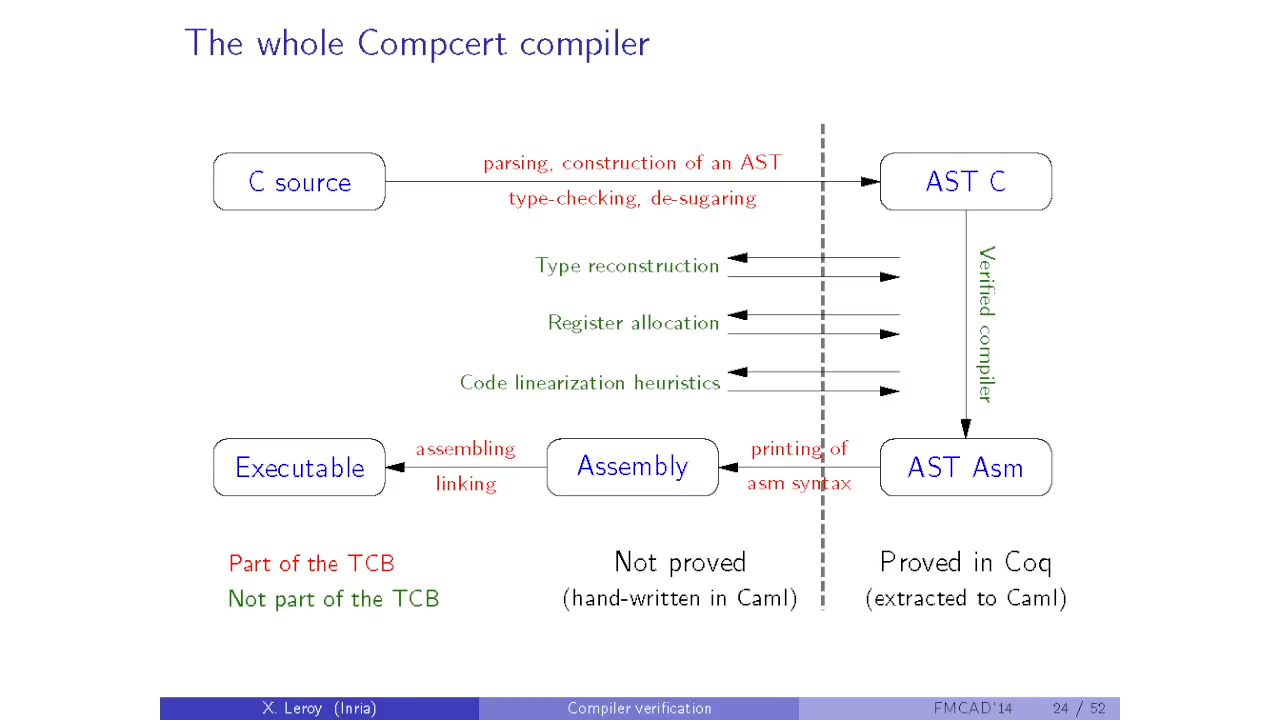 The whole Compcert compiler
C source
parsing, construction of an AST
type-checking, de-sugaring
AST C
Type reconstruction
Register allocation
Code linearization heuristics
Verified compiler
Executable
assembling
linking
Assembly
printing of
asm syntax
AST Asm
Part of the TCB
Not part of the TCB
Not proved
(hand-written in Caml)
Proved in Coq
(extracted to Caml)
X. Leroy (Inria)
Compiler verification
FMCAD'14
24 / 52